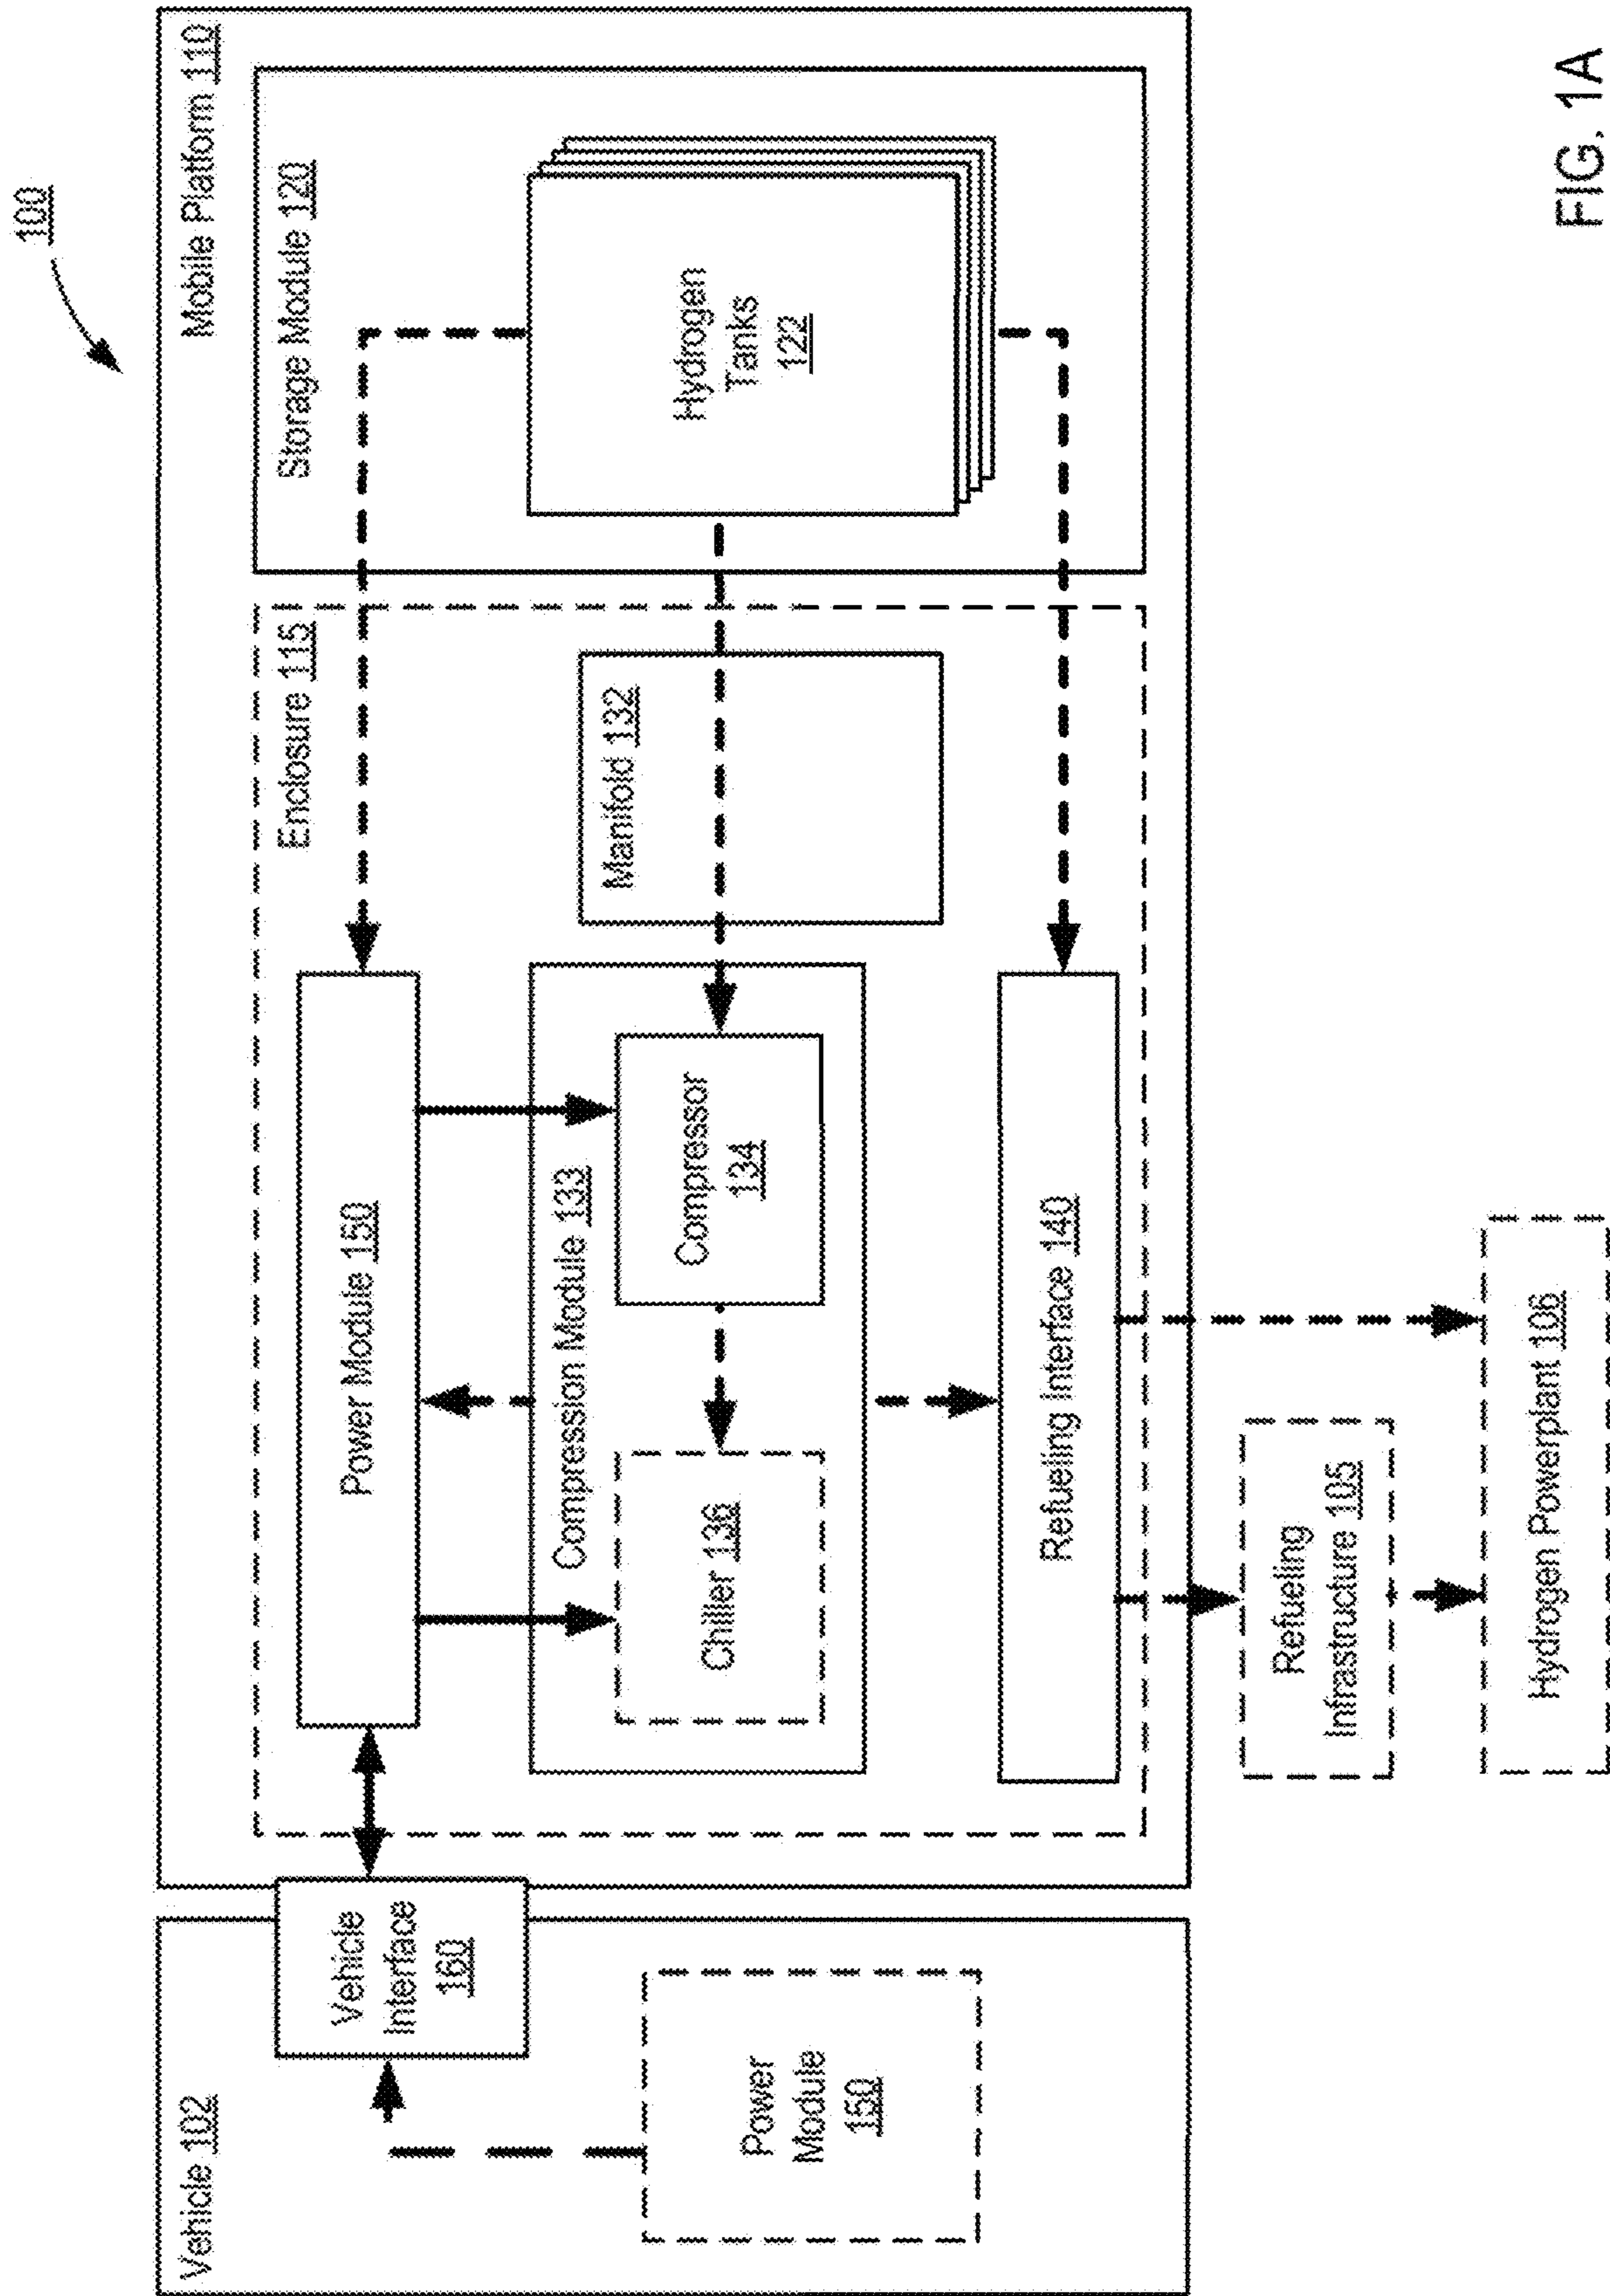 100
Vehicle 102
Vehicle
Interface
160
Power
Module
150
Mobile Platform 110
Enclosure 115
Power Module 150
Compression Module 133
Chiller 136
Compressor
134
Manifold 132
Refueling Interface 140
Storage Module 120
Hydrogen
Tanks
122
Refueling
Infrastructure 105
Hydrogen Powerplant 106
FIG. 1A